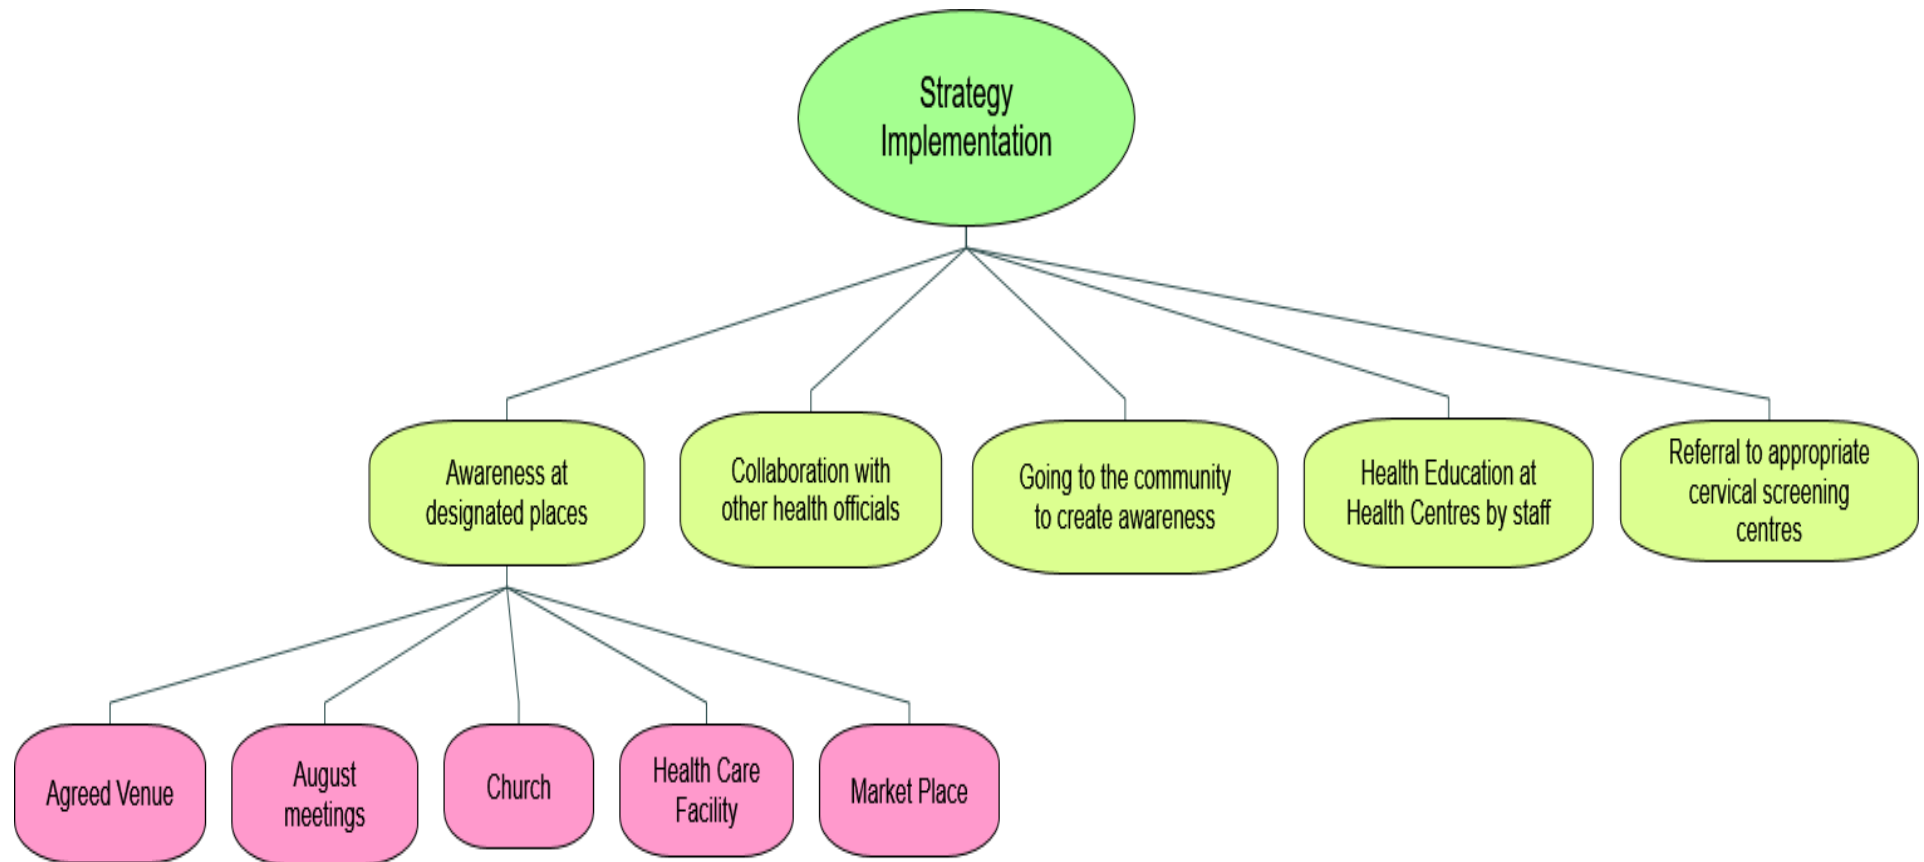 Strategy
Implementation
Awareness at
designated places
Collaboration with
other health officials
Going to the community
to create awareness
Health Education at
Health Centres by staff
Referral to appropriate
cervical screening
centres
Agreed Venue
August
meetings
Church
Health Care
Facility
Market Place